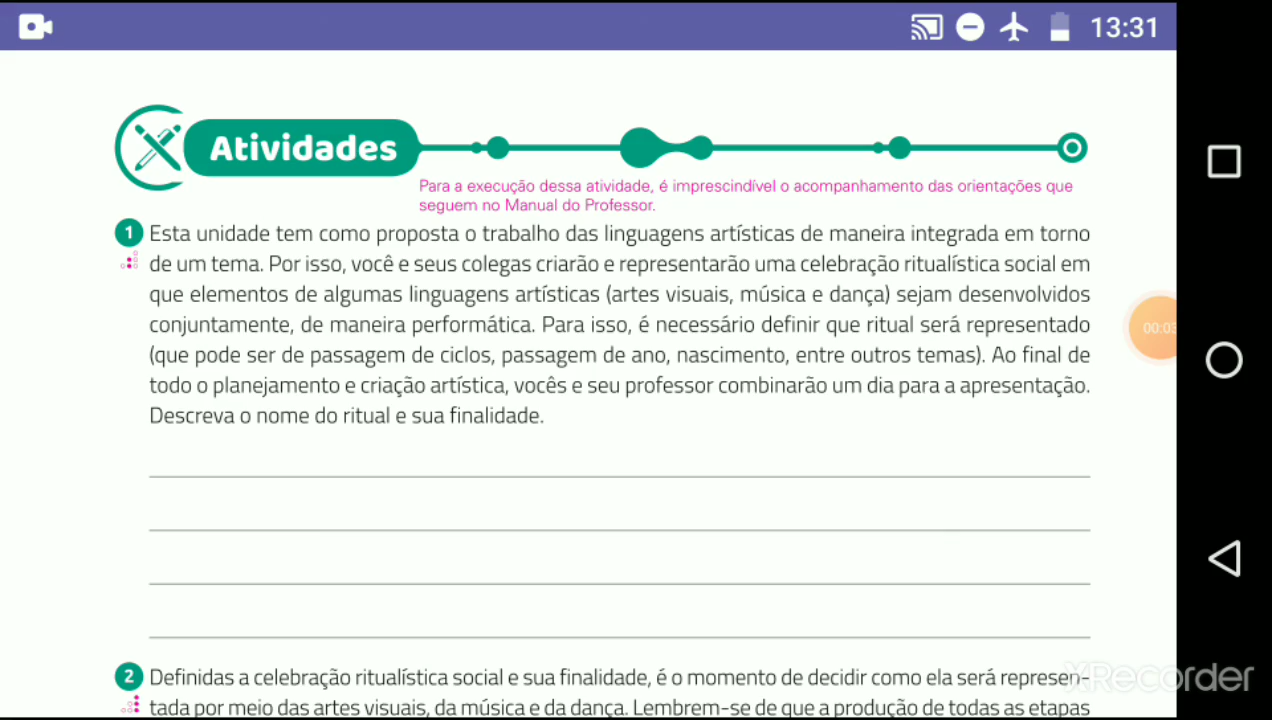 13:31
Atividades
Para a execução dessa atividade, é imprescindível o acompanhamento das orientações que
seguem no Manual do Professor.
1 Esta unidade tem como proposta o trabalho das linguagens artísticas de maneira integrada em torno
de um tema. Por isso, você e seus colegas criarão e representarão uma celebração ritualística social em
que elementos de algumas linguagens artísticas (artes visuais, música e dança) sejam desenvolvidos
conjuntamente, de maneira performática. Para isso, é necessário definir que ritual será representado
00:03
(que pode ser de passagem de ciclos, passagem de ano, nascimento, entre outros temas). Ao final de
todo o planejamento e criação artística, vocês e seu professor combinarão um dia para a apresentação.
Descreva o nome do ritual e sua finalidade.
2 Definidas a celebração ritualística social e sua finalidade, é o momento de decidir como ela será represen-
tada por meio das artes visuais, da música e da dança. Lembrem-se de que a produção de todas as etapas
XRecorder